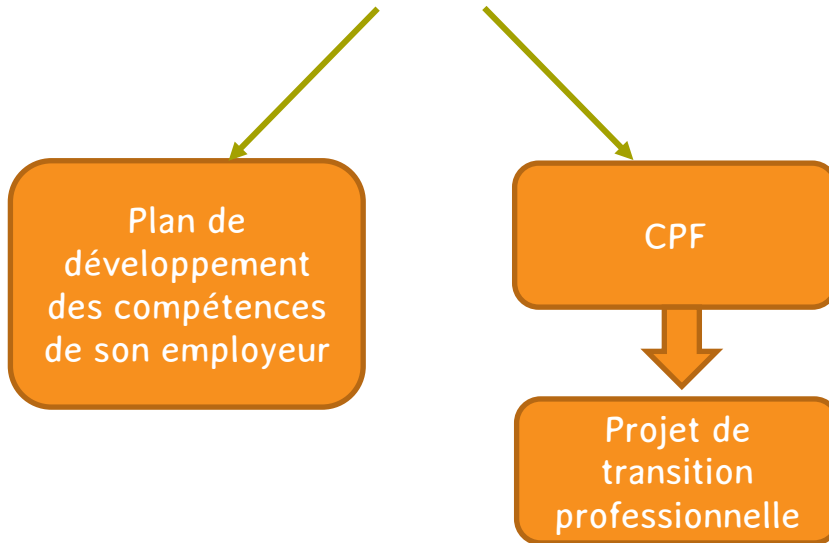 Plan de
développement
des compétences
de son employeur
CPF
Projet de
transition
professionnelle